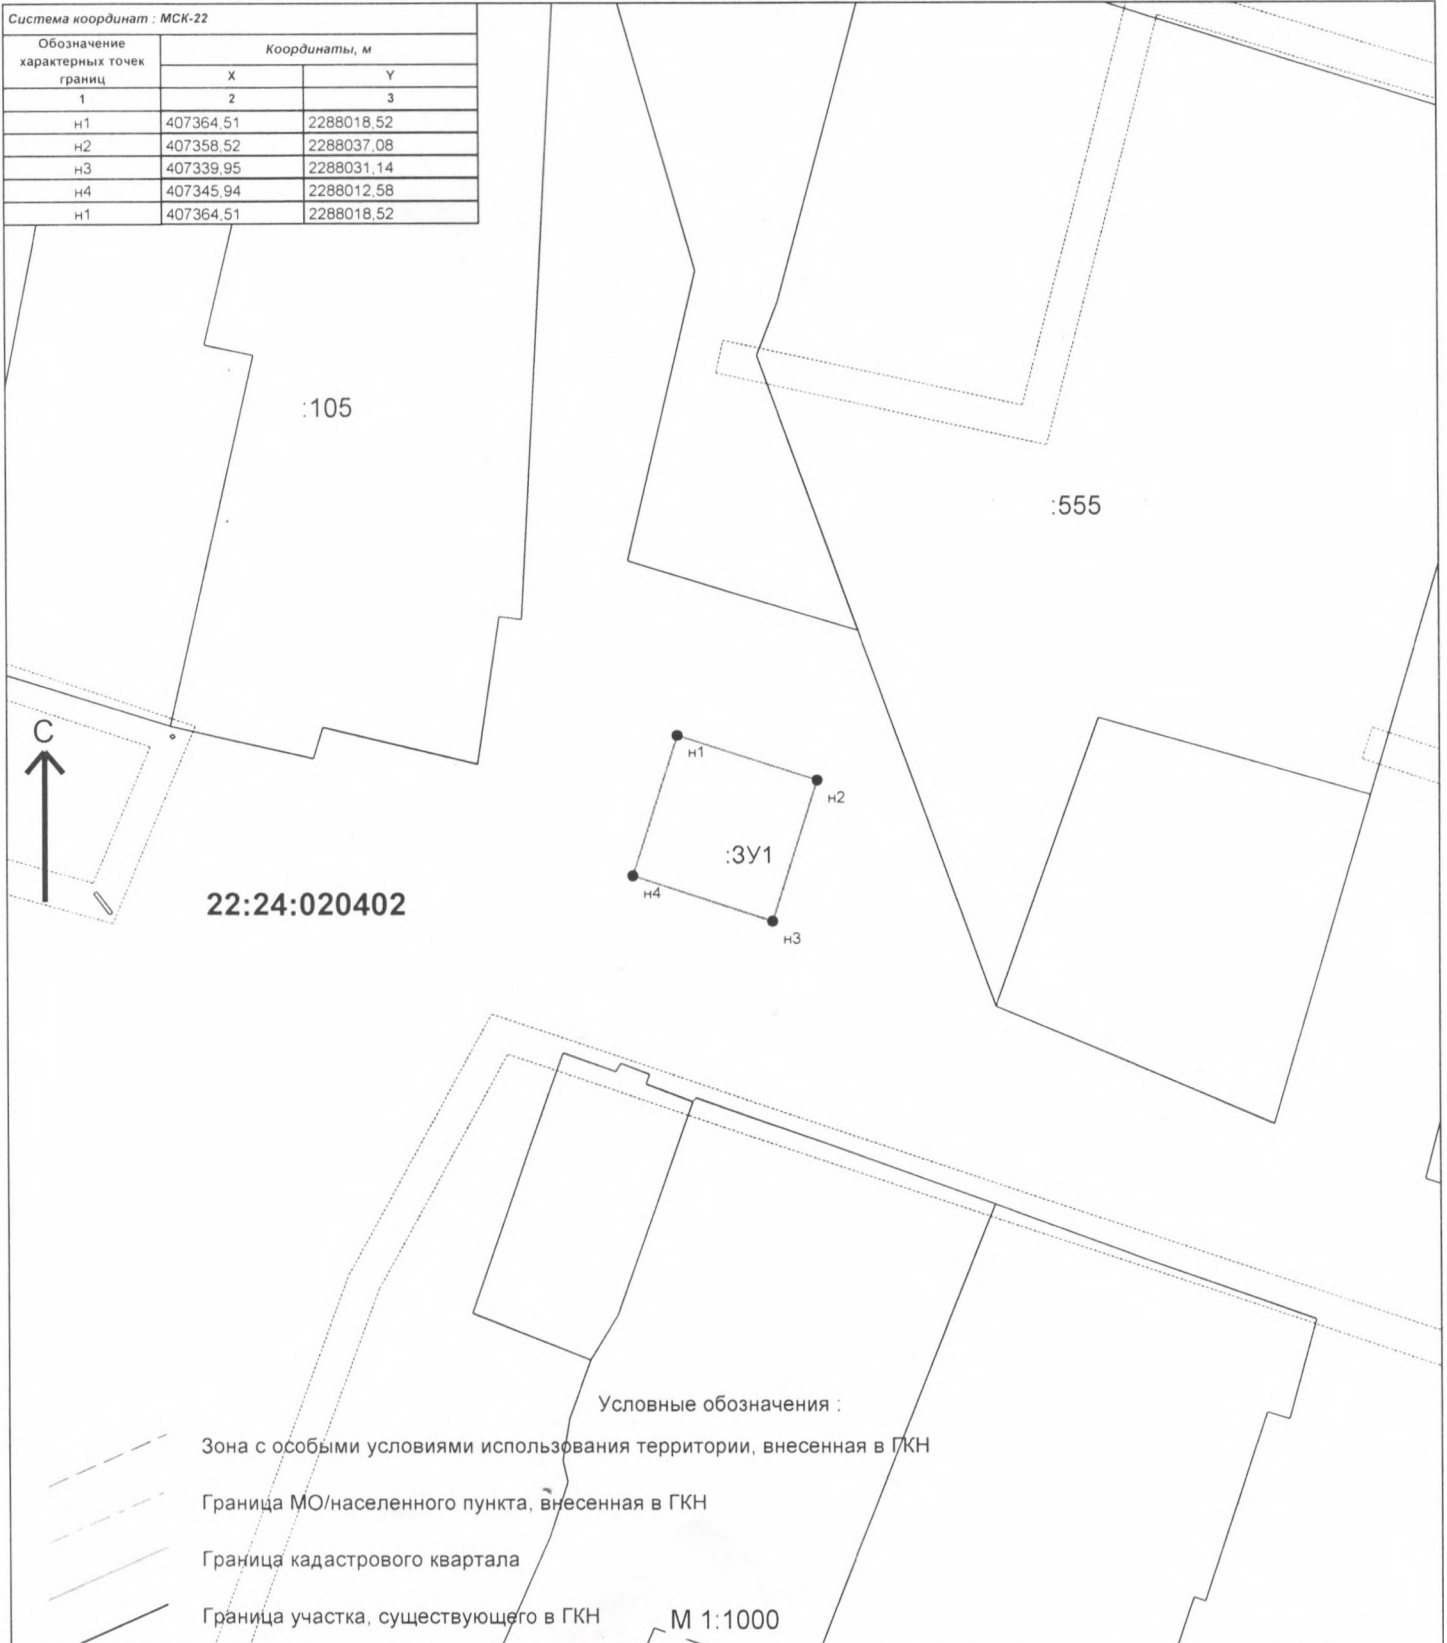 Система координат : МСК-22
Обозначение характерных точек границ
Координаты, м
X Y
1 2 3
н1 407364,51 2288018,52
н2 407358,52 2288037,08
н3 407339,95 2288031,14
н4 407345,94 2288012,58
н1 407364,51 2288018,52
:105
:555
С
н1
н2
:ЗУ1
н4
22:24:020402
н3
Условные обозначения :
Зона с особыми условиями использования территории, внесенная в ГКН
Граница МО/населенного пункта, внесенная в ГКН
Граница кадастрового квартала
Граница участка, существующего в ГКН
М 1:1000